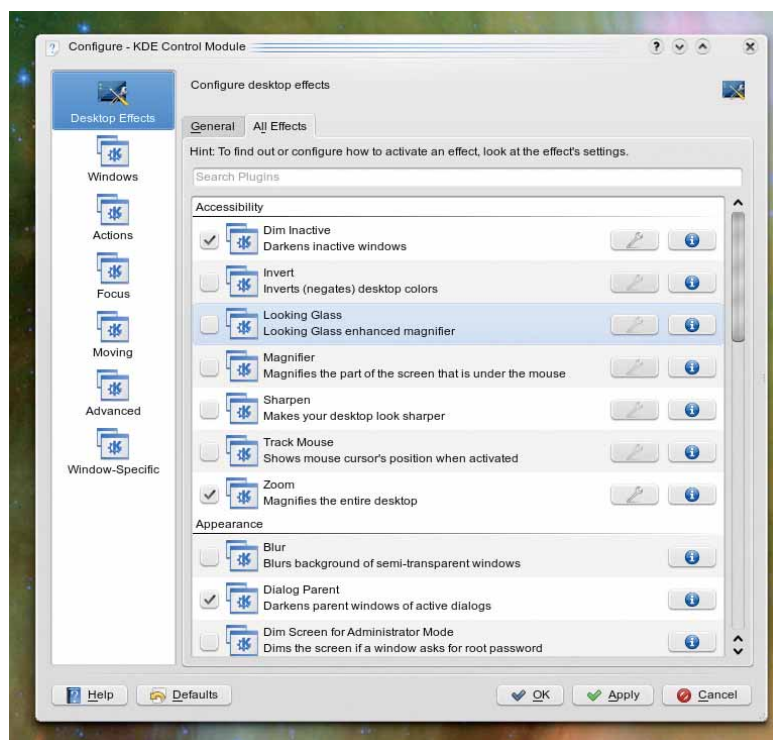 Configure - KDE Control Module
Desktop Effects
Windows
Actions
Focus
Moving
Advanced
Window-Specific
Configure desktop effects
General
All Effects
Hint: To find out or configure how to activate an effect, look at the effect's settings.
Search Plugins
Accessibility
Dim Inactive
Darkens inactive windows
Invert
Inverts (negates) desktop colors
Looking Glass
Looking Glass enhanced magnifier
Magnifier
Magnifies the part of the screen that is under the mouse
Sharpen
Makes your desktop look sharper
Track Mouse
Shows mouse cursor's position when activated
Zoom
Magnifies the entire desktop
Appearance
Blur
Blurs background of semi-transparent windows
Dialog Parent
Darkens parent windows of active dialogs
Dim Screen for Administrator Mode
Dims the screen if a window asks for root password
Help
Defaults
OK
Apply
Cancel